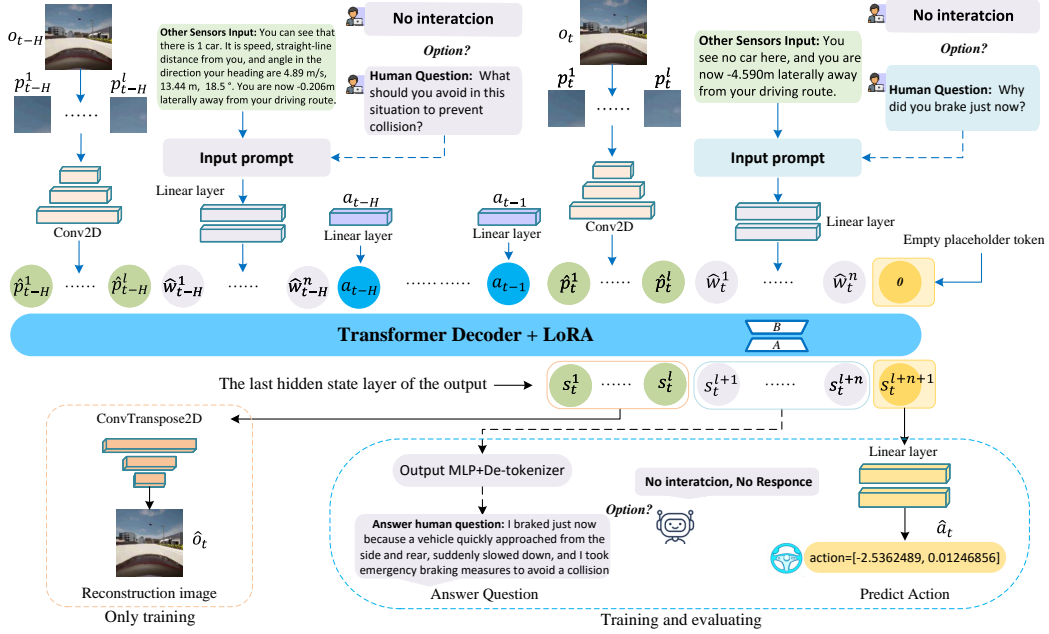 o_{t-H}
p^1_{t-H}
p^l_{t-H}
......
Other Sensors Input: You can see that
there is 1 car. It is speed, straight-line
distance from you, and angle in the
direction your heading are 4.89 m/s,
13.44 m, 18.5 °. You are now -0.206m
laterally away from your driving route.
No interatcion
Option?
Human Question: What
should you avoid in this
situation to prevent
collision?
Input prompt
Linear layer
Conv2D
a_{t-H}
Linear layer
a_{t-1}
Linear layer
o_t
p^1_t
p^l_t
......
Other Sensors Input: You
see no car here, and you are
now -4.590m laterally away
from your driving route.
No interatcion
Option?
Human Question: Why
did you brake just now?
Input prompt
Linear layer
Conv2D
Empty placeholder token
p̂^1_{t-H} ...... p̂^l_{t-H} ŵ^1_{t-H} ...... ŵ^n_{t-H} a_{t-H} ......... a_{t-1} p̂^1_t ...... p̂^l_t ŵ^1_t ...... ŵ^n_t 0
Transformer Decoder + LoRA
B
A
The last hidden state layer of the output
s^1_t ...... s^l_t s^{l+1}_t ...... s^{l+n}_t s^{l+n+1}_t
ConvTranspose2D
ô_t
Reconstruction image
Only training
Output MLP+De-tokenizer
Answer human question: I braked just now
because a vehicle quickly approached from the
side and rear, suddenly slowed down, and I took
emergency braking measures to avoid a collision
Answer Question
No interatcion, No Responce
Option?
Linear layer
â_t
action=[-2.5362489, 0.01246856]
Predict Action
Training and evaluating